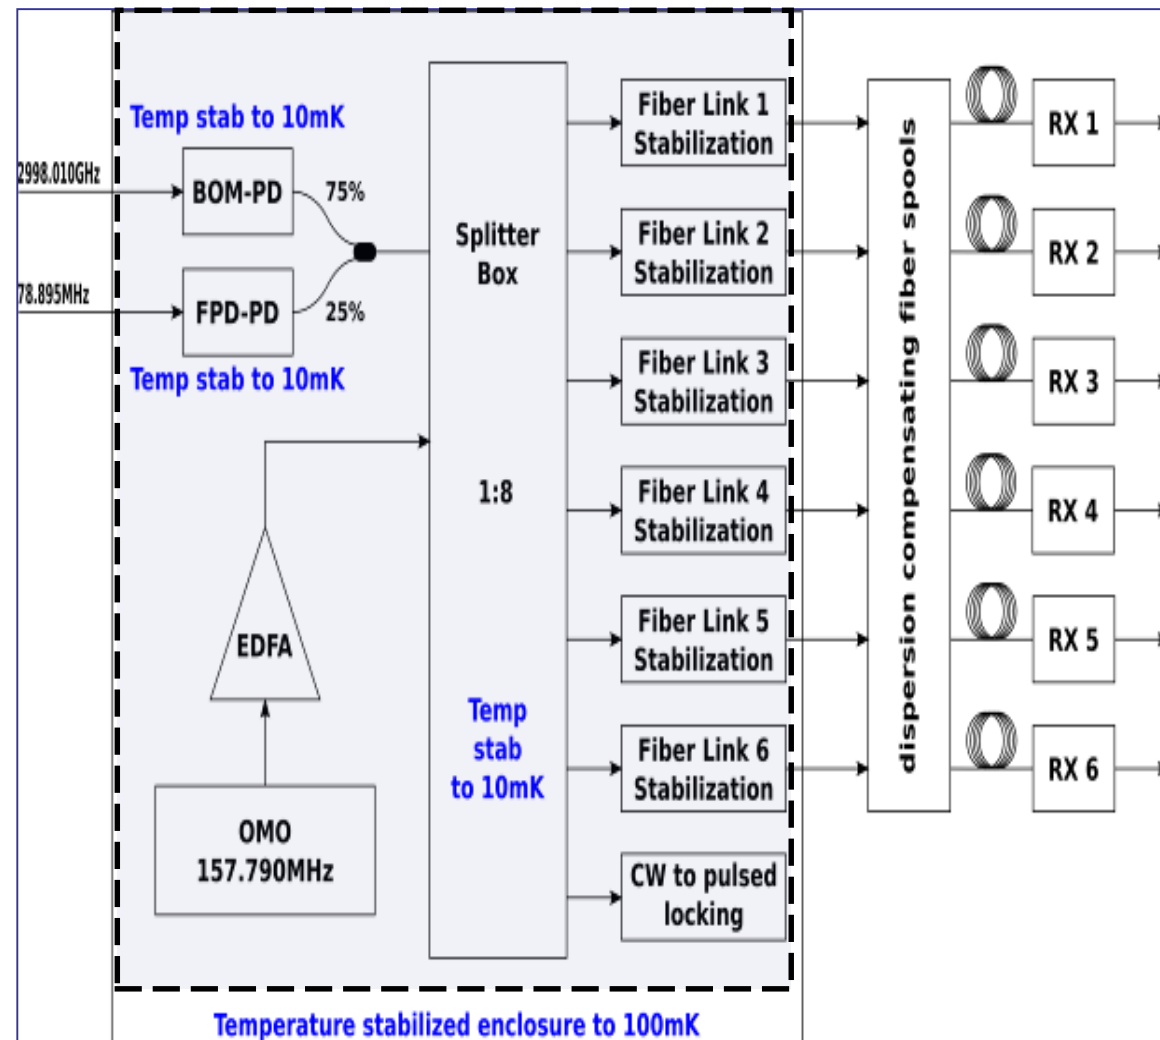 Temp stab to 10mK
2998.010GHz
BOM-PD
75%
78.895MHz
FPD-PD
25%
Temp stab to 10mK
EDFA
OMO
157.790MHz
Splitter
Box
1:8
Temp
stab
to 10mK
Fiber Link 1
Stabilization
Fiber Link 2
Stabilization
Fiber Link 3
Stabilization
Fiber Link 4
Stabilization
Fiber Link 5
Stabilization
Fiber Link 6
Stabilization
CW to pulsed
locking
dispersion compensating fiber spools
RX 1
RX 2
RX 3
RX 4
RX 5
RX 6
Temperature stabilized enclosure to 100mK